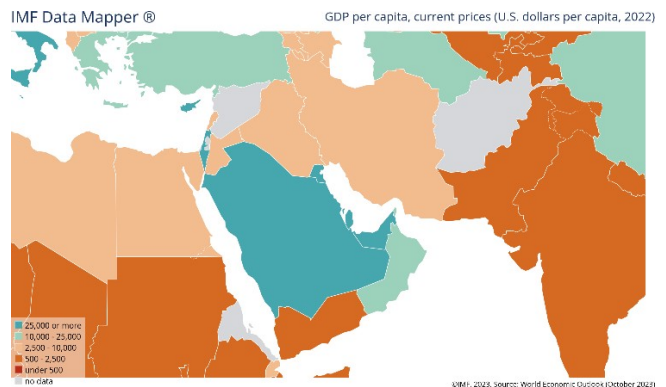 IMF Data Mapper ®
GDP per capita, current prices (U.S. dollars per capita, 2022)
25,000 or more
10,000 - 25,000
2,500 - 10,000
500 - 2,500
under 500
no data
©IMF, 2023, Source: World Economic Outlook (October 2023)